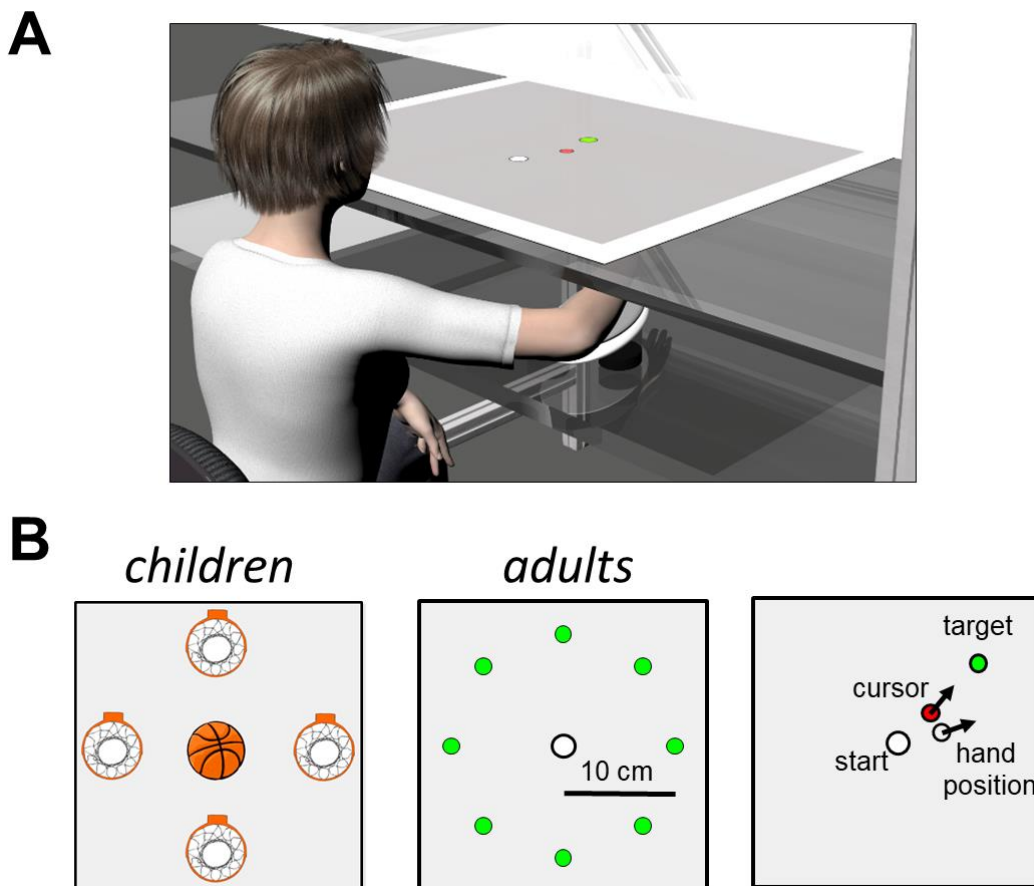 A
B
children
adults
10 cm
target
cursor
start
hand
position